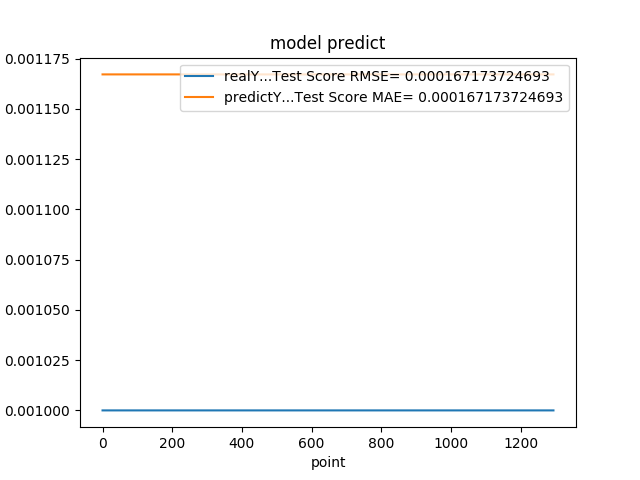 model predict
0.001175
0.001150
0.001125
0.001100
0.001075
0.001050
0.001025
0.001000
realY...Test Score RMSE= 0.000167173724693
predictY...Test Score MAE= 0.000167173724693
0 200 400 600 800 1000 1200
point